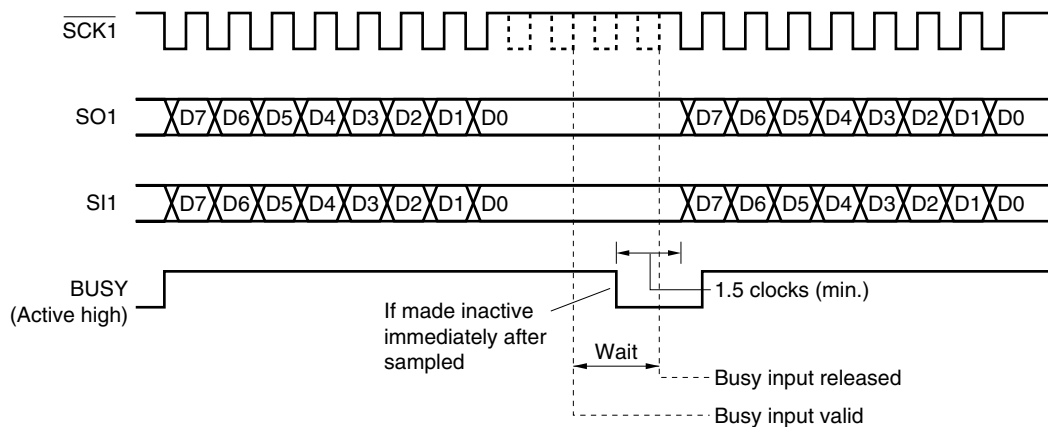 SCK1
SO1
D7 D6 D5 D4 D3 D2 D1 D0 D7 D6 D5 D4 D3 D2 D1 D0
SI1
D7 D6 D5 D4 D3 D2 D1 D0 D7 D6 D5 D4 D3 D2 D1 D0
BUSY
(Active high)
1.5 clocks (min.)
If made inactive
immediately after
sampled
Wait
Busy input released
Busy input valid